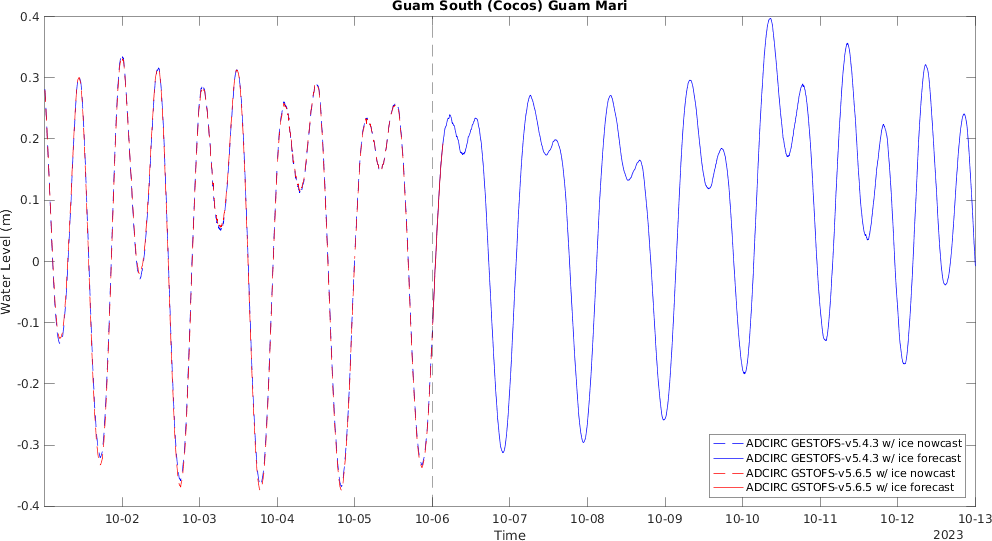 Guam South (Cocos) Guam Mari
0.4
0.3
0.2
0.1
0
-0.1
-0.2
-0.3
-0.4
Water Level (m)
10-02 10-03 10-04 10-05 10-06 10-07 10-08 10-09 10-10 10-11 10-12 10-13
Time
2023
ADCIRC GESTOFS-v5.4.3 w/ ice nowcast
ADCIRC GESTOFS-v5.4.3 w/ ice forecast
ADCIRC GSTOFS-v5.6.5 w/ ice nowcast
ADCIRC GSTOFS-v5.6.5 w/ ice forecast